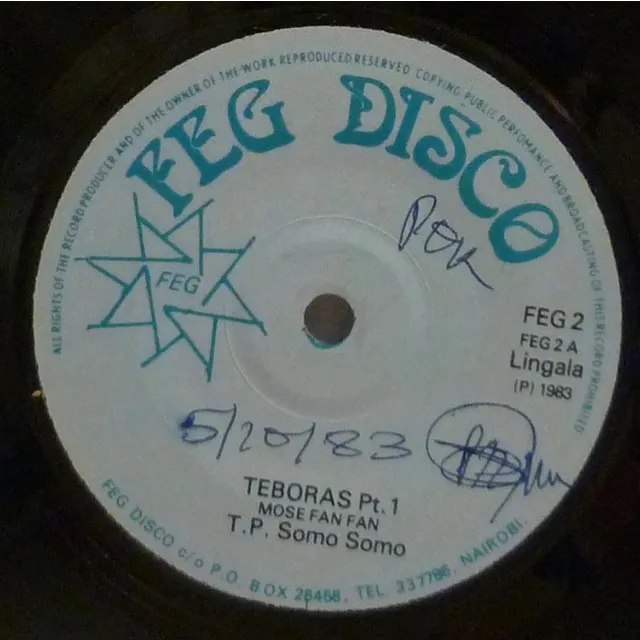 ALL RIGHTS OF THE RECORD PRODUCER AND OF THE OWNER OF THE WORK REPRODUCED RESERVED COPYING PUBLIC PERFOMANCE AND BROADCASTING OF THIS RECORD PROHIBITED
FEG DISCO
FEG
FEG 2
FEG 2 A
Lingala
(P) 1983
5/20/83
TEBORAS Pt. 1
MOSE FAN FAN
T.P. Somo Somo
FEG DISCO c/o P.O. BOX 28468, TEL 337786, NAIROBI.